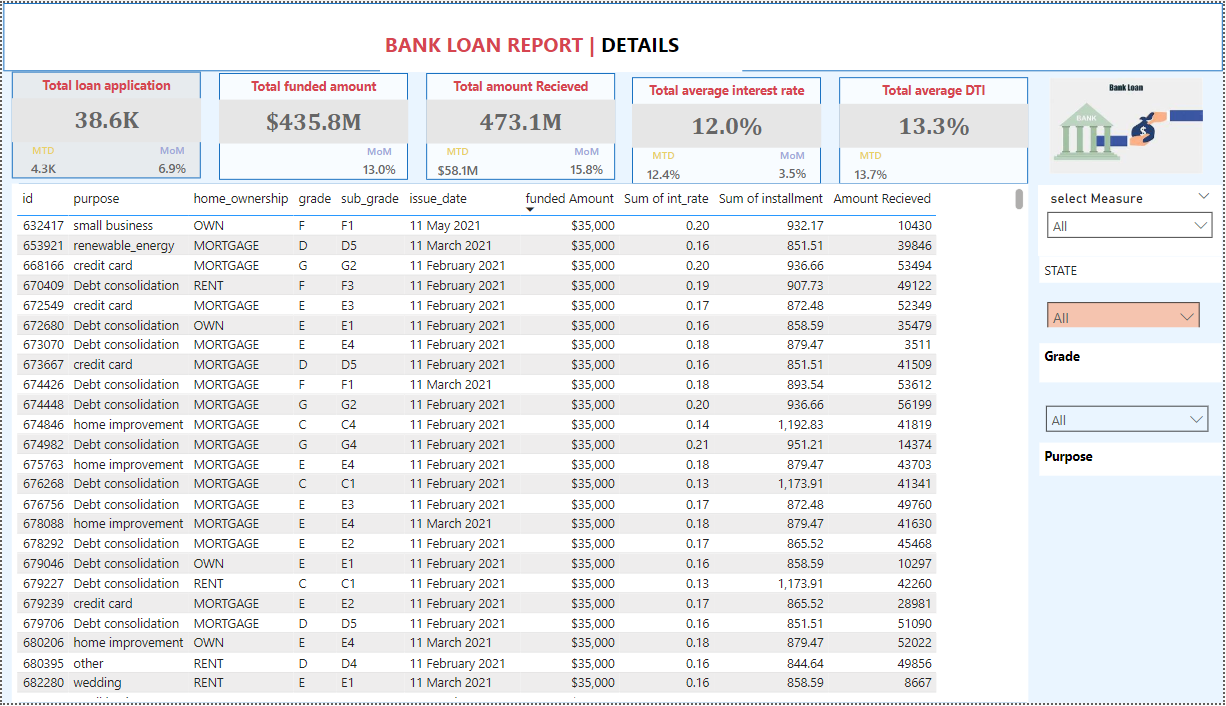 BANK LOAN REPORT | DETAILS
Total loan application
38.6K
MTD MoM
4.3K 6.9%
Total funded amount
$435.8M
MoM
13.0%
Total amount Recieved
473.1M
MTD MoM
$58.1M 15.8%
Total average interest rate
12.0%
MTD MoM
12.4% 3.5%
Total average DTI
13.3%
MTD
13.7%
Bank Loan
BANK
$
id purpose home_ownership grade sub_grade issue_date funded Amount Sum of int_rate Sum of installment Amount Recieved
632417 small business OWN F F1 11 May 2021 $35,000 0.20 932.17 10430
653921 renewable_energy MORTGAGE D D5 11 March 2021 $35,000 0.16 851.51 39846
668166 credit card MORTGAGE G G2 11 February 2021 $35,000 0.20 936.66 53494
670409 Debt consolidation RENT F F3 11 February 2021 $35,000 0.19 907.73 49122
672549 credit card MORTGAGE E E3 11 February 2021 $35,000 0.17 872.48 52349
672680 Debt consolidation OWN E E1 11 February 2021 $35,000 0.16 858.59 35479
673070 Debt consolidation MORTGAGE E E4 11 February 2021 $35,000 0.18 879.47 3511
673667 credit card MORTGAGE D D5 11 February 2021 $35,000 0.16 851.51 41509
674426 Debt consolidation MORTGAGE F F1 11 March 2021 $35,000 0.18 893.54 53612
674448 Debt consolidation MORTGAGE G G2 11 February 2021 $35,000 0.20 936.66 56199
674846 home improvement MORTGAGE C C4 11 February 2021 $35,000 0.14 1,192.83 41819
674982 Debt consolidation MORTGAGE G G4 11 February 2021 $35,000 0.21 951.21 14374
675763 home improvement MORTGAGE E E4 11 February 2021 $35,000 0.18 879.47 43703
676268 Debt consolidation MORTGAGE C C1 11 February 2021 $35,000 0.13 1,173.91 41341
676756 Debt consolidation MORTGAGE E E3 11 February 2021 $35,000 0.17 872.48 49760
678088 home improvement MORTGAGE E E4 11 March 2021 $35,000 0.18 879.47 41630
678292 Debt consolidation MORTGAGE E E2 11 February 2021 $35,000 0.17 865.52 45468
679046 Debt consolidation OWN E E1 11 February 2021 $35,000 0.16 858.59 10297
679227 Debt consolidation RENT C C1 11 February 2021 $35,000 0.13 1,173.91 42260
679239 credit card MORTGAGE E E2 11 February 2021 $35,000 0.17 865.52 28981
679706 Debt consolidation MORTGAGE D D5 11 February 2021 $35,000 0.16 851.51 51090
680206 home improvement OWN E E4 11 March 2021 $35,000 0.18 879.47 52022
680395 other RENT D D4 11 February 2021 $35,000 0.16 844.64 49856
682280 wedding RENT E E1 11 March 2021 $35,000 0.16 858.59 8667
select Measure
All
STATE
All
Grade
All
Purpose